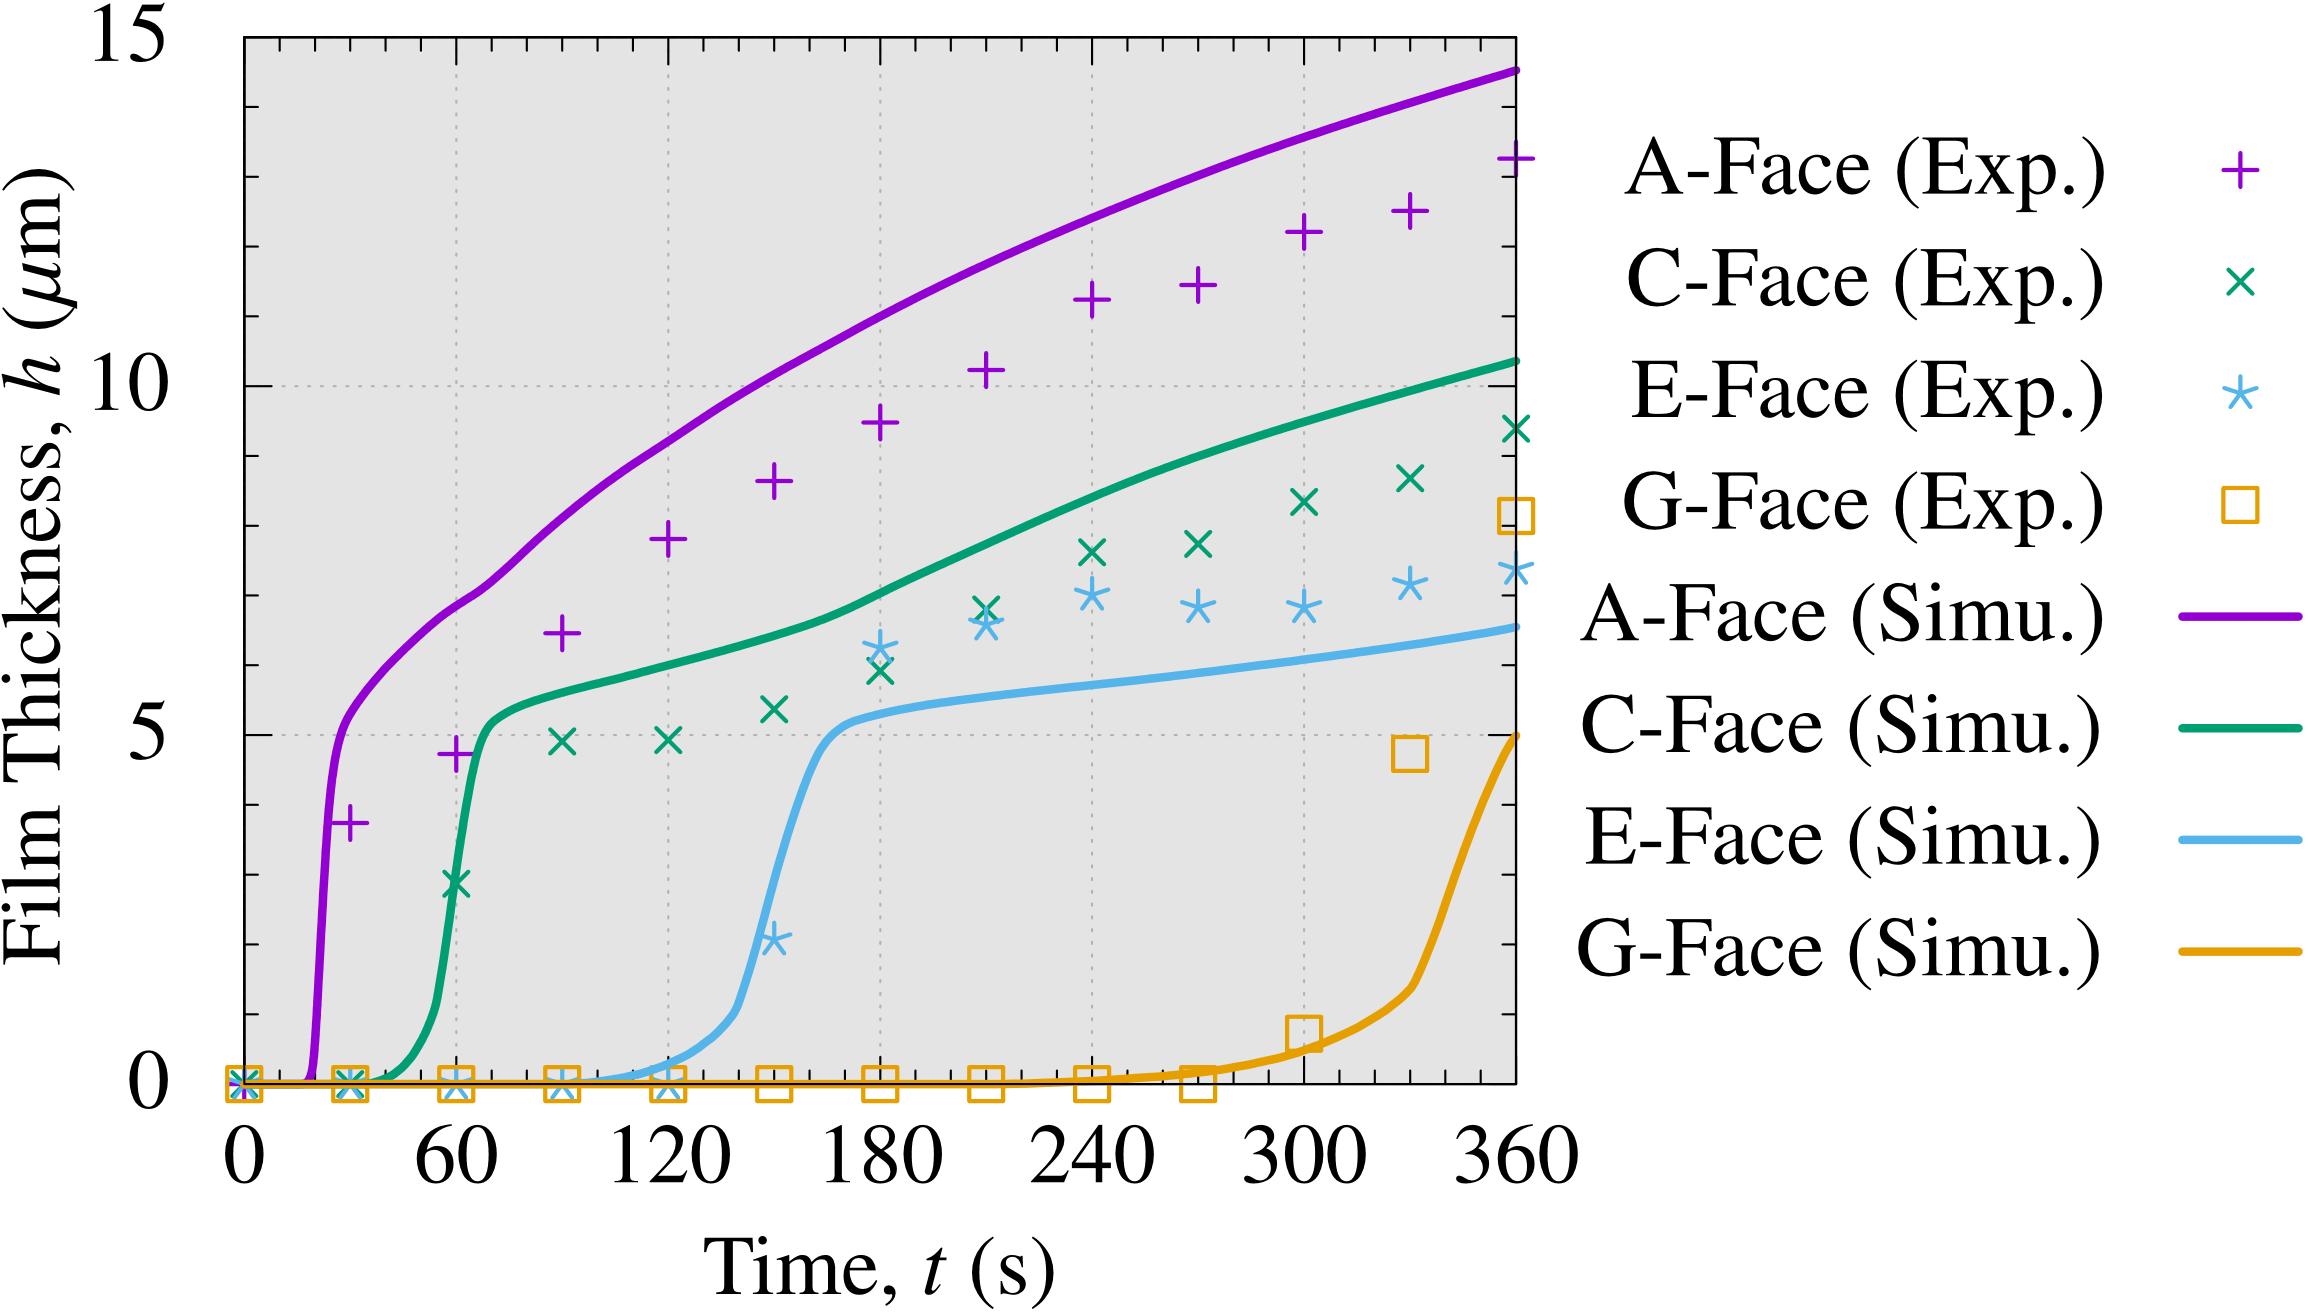 15
10
5
0
Film Thickness, h (μm)
0 60 120 180 240 300 360
Time, t (s)
A-Face (Exp.)
C-Face (Exp.)
E-Face (Exp.)
G-Face (Exp.)
A-Face (Simu.)
C-Face (Simu.)
E-Face (Simu.)
G-Face (Simu.)